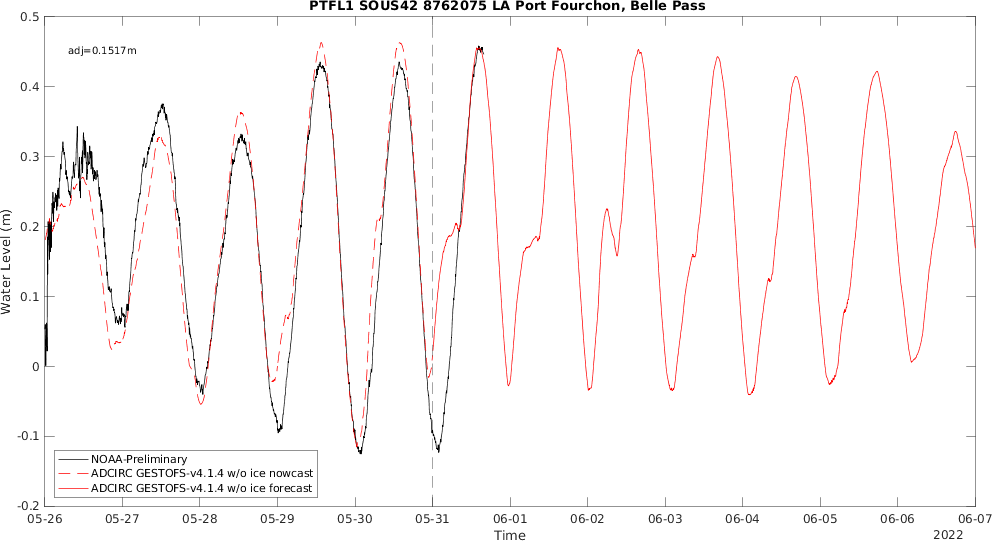 PTFL1 SOUS42 8762075 LA Port Fourchon, Belle Pass
adj=0.1517m
0.5
0.4
0.3
0.2
0.1
0
-0.1
-0.2
Water Level (m)
NOAA-Preliminary
ADCIRC GESTOFS-v4.1.4 w/o ice nowcast
ADCIRC GESTOFS-v4.1.4 w/o ice forecast
05-26 05-27 05-28 05-29 05-30 05-31 06-01 06-02 06-03 06-04 06-05 06-06 06-07
Time
2022